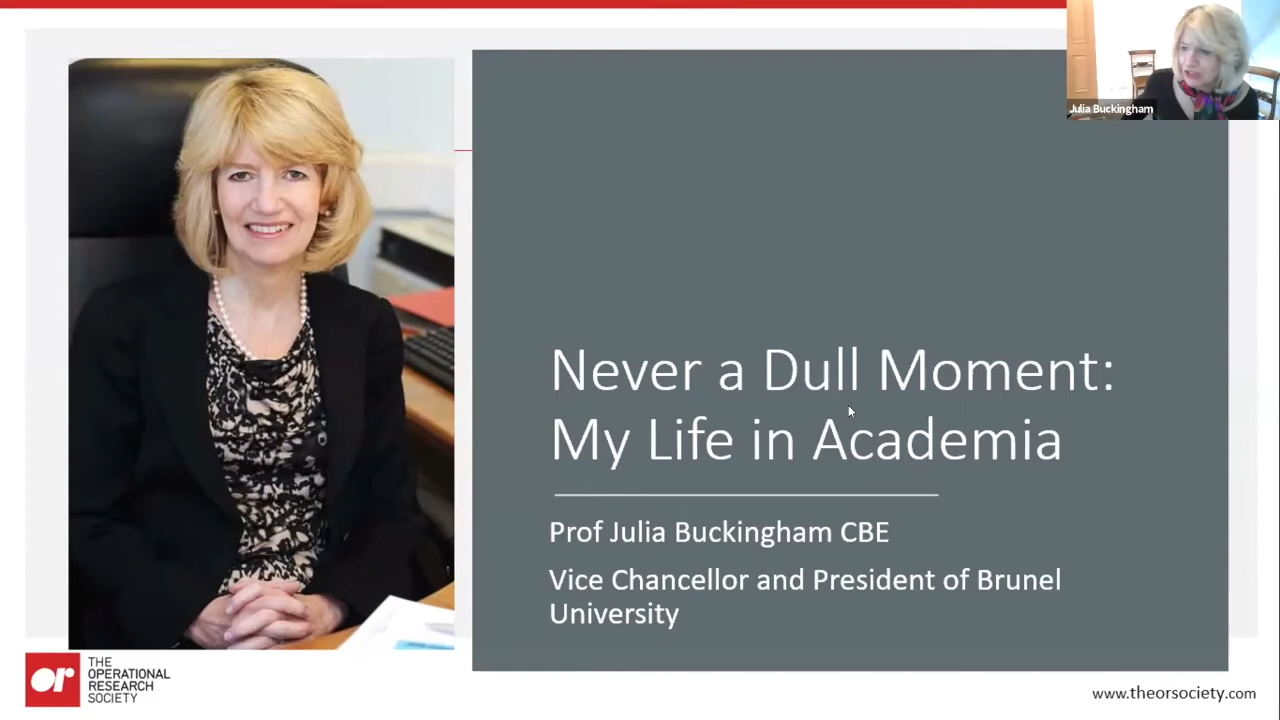 Julia Buckingham
Never a Dull Moment:
My Life in Academia
Prof Julia Buckingham CBE
Vice Chancellor and President of Brunel
University
or
THE
OPERATIONAL
RESEARCH
SOCIETY
www.theorsociety.com